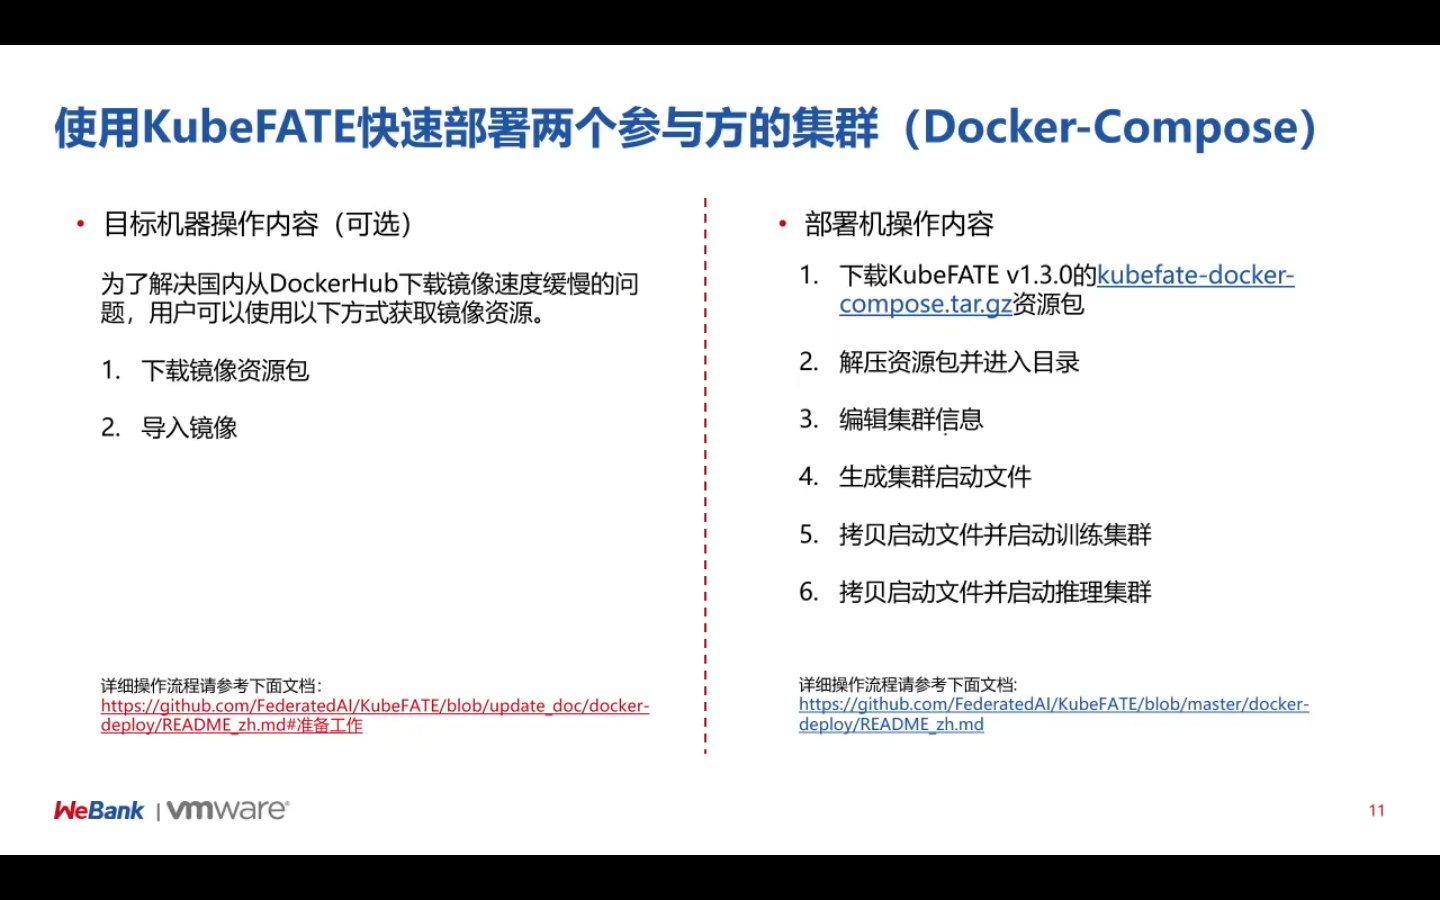 使用KubeFATE快速部署两个参与方的集群（Docker-Compose）
• 目标机器操作内容（可选）
为了解决国内从DockerHub下载镜像速度缓慢的问
题，用户可以使用以下方式获取镜像资源。
1. 下载镜像资源包
2. 导入镜像
详细操作流程请参考下面文档：
https://github.com/FederatedAI/KubeFATE/blob/update_doc/docker-
deploy/README_zh.md#准备工作
• 部署机操作内容
1. 下载KubeFATE v1.3.0的kubefate-docker-
compose.tar.gz资源包
2. 解压资源包并进入目录
3. 编辑集群信息
4. 生成集群启动文件
5. 拷贝启动文件并启动训练集群
6. 拷贝启动文件并启动推理集群
详细操作流程请参考下面文档:
https://github.com/FederatedAI/KubeFATE/blob/master/docker-
deploy/README_zh.md
WeBank | vmware®
11